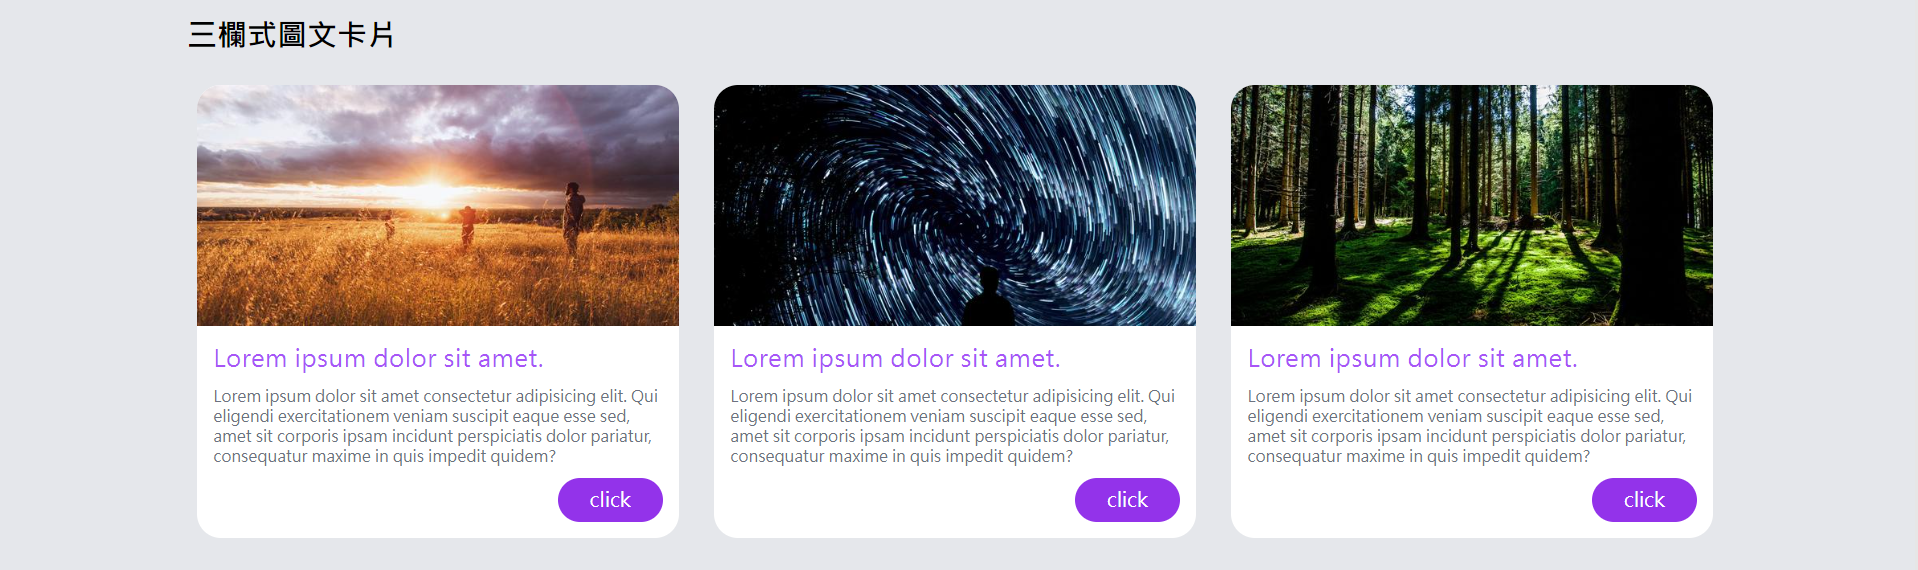 三欄式圖文卡片
Lorem ipsum dolor sit amet.
Lorem ipsum dolor sit amet consectetur adipisicing elit. Qui
eligendi exercitationem veniam suscipit eaque esse sed,
amet sit corporis ipsam incidunt perspiciatis dolor pariatur,
consequatur maxime in quis impedit quidem?
click
Lorem ipsum dolor sit amet.
Lorem ipsum dolor sit amet consectetur adipisicing elit. Qui
eligendi exercitationem veniam suscipit eaque esse sed,
amet sit corporis ipsam incidunt perspiciatis dolor pariatur,
consequatur maxime in quis impedit quidem?
click
Lorem ipsum dolor sit amet.
Lorem ipsum dolor sit amet consectetur adipisicing elit. Qui
eligendi exercitationem veniam suscipit eaque esse sed,
amet sit corporis ipsam incidunt perspiciatis dolor pariatur,
consequatur maxime in quis impedit quidem?
click